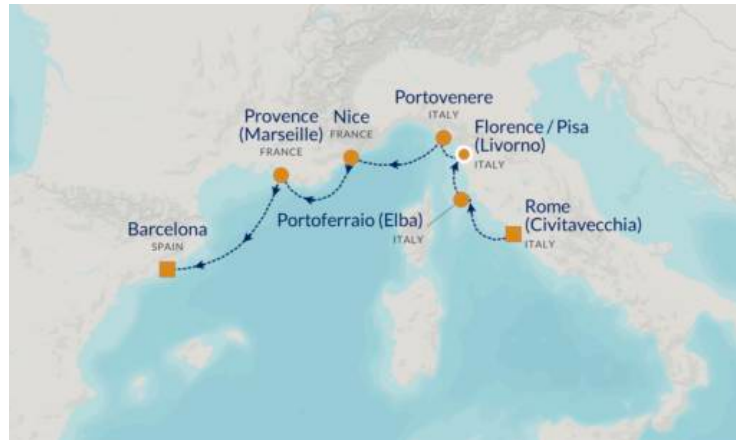 Portovenere
ITALY
Provence
(Marseille)
FRANCE
Nice
FRANCE
Florence / Pisa
(Livorno)
ITALY
Portoferraio (Elba)
ITALY
Rome
(Civitavecchia)
ITALY
Barcelona
SPAIN